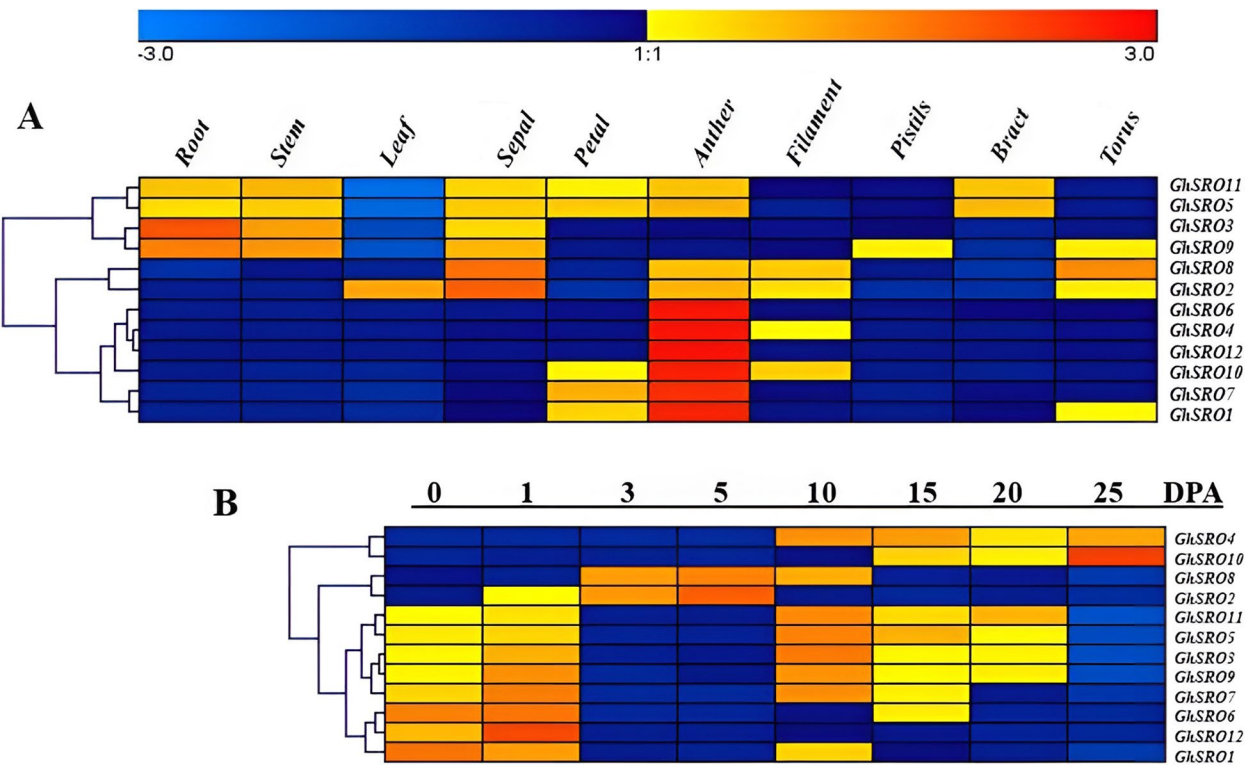 -3.0 1:1 3.0
A
Root Stem Leaf Sepal Petal Anther Filament Pistils Bract Torus
GhSRO11
GhSRO5
GhSRO3
GhSRO9
GhSRO8
GhSRO2
GhSRO6
GhSRO4
GhSRO12
GhSRO10
GhSRO7
GhSRO1
B 0 1 3 5 10 15 20 25 DPA
GhSRO4
GhSRO10
GhSRO8
GhSRO2
GhSRO11
GhSRO5
GhSRO3
GhSRO9
GhSRO7
GhSRO6
GhSRO12
GhSRO1